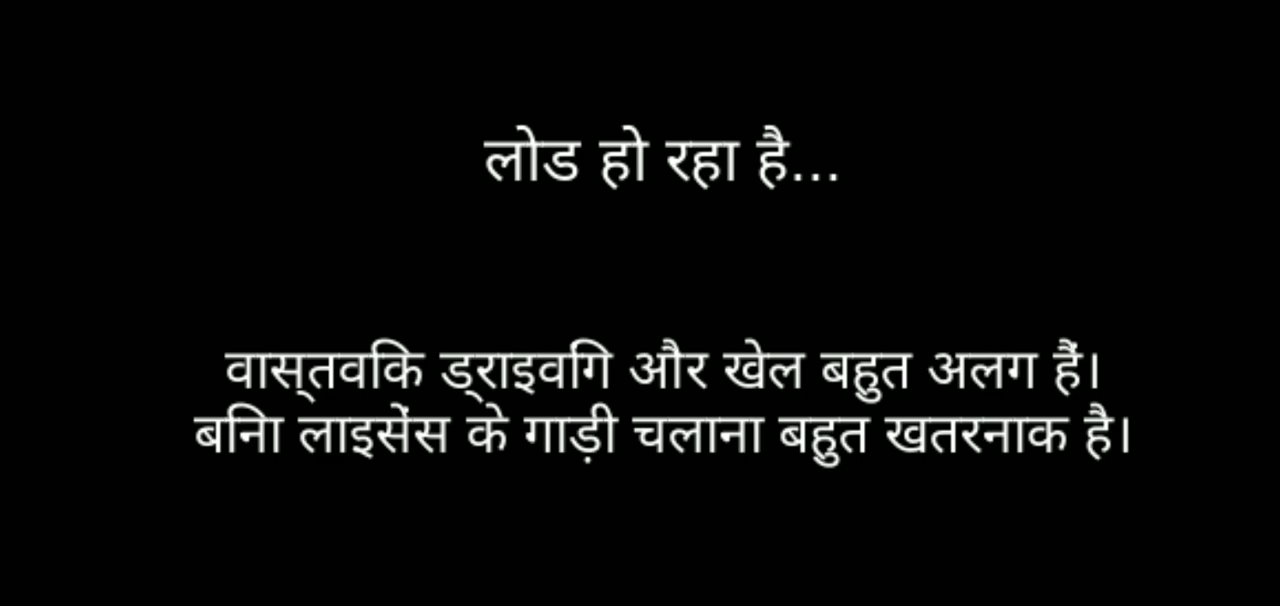 लोड हो रहा है...
वास्तविक ड्राइविंग और खेल बहुत अलग हैं।
बिना लाइसेंस के गाड़ी चलाना बहुत खतरनाक है।